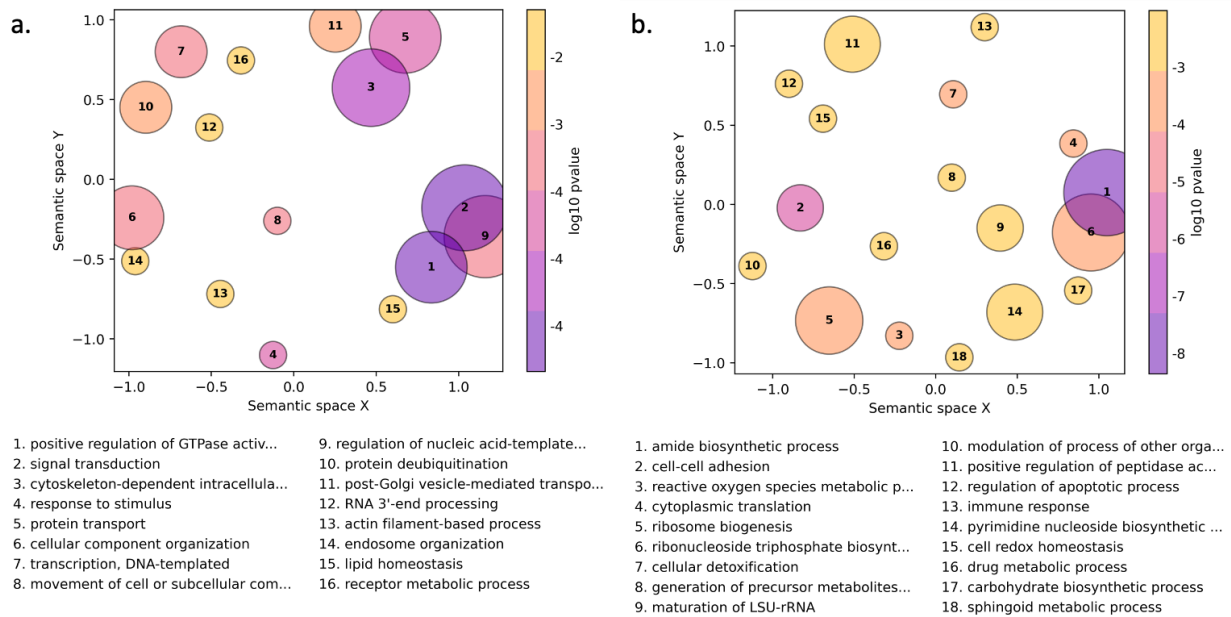 a.
1.0
0.5
0.0
−0.5
−1.0
Semantic space Y
−1.0
−0.5
0.0
0.5
1.0
Semantic space X
11
5
7
16
3
10
12
2
6
8
9
14
1
13
15
4
-2
-3
-4
-4
-4
log10 pvalue
1. positive regulation of GTPase activ...
2. signal transduction
3. cytoskeleton-dependent intracellula...
4. response to stimulus
5. protein transport
6. cellular component organization
7. transcription, DNA-templated
8. movement of cell or subcellular com...
9. regulation of nucleic acid-template...
10. protein deubiquitination
11. post-Golgi vesicle-mediated transpo...
12. RNA 3'-end processing
13. actin filament-based process
14. endosome organization
15. lipid homeostasis
16. receptor metabolic process
b.
1.0
0.5
0.0
−0.5
−1.0
Semantic space Y
−1.0
−0.5
0.0
0.5
1.0
Semantic space X
13
11
12
7
15
4
8
1
2
9
6
16
10
17
14
5
3
18
-3
-4
-5
-6
-7
-8
log10 pvalue
1. amide biosynthetic process
2. cell-cell adhesion
3. reactive oxygen species metabolic p...
4. cytoplasmic translation
5. ribosome biogenesis
6. ribonucleoside triphosphate biosynt...
7. cellular detoxification
8. generation of precursor metabolites...
9. maturation of LSU-rRNA
10. modulation of process of other orga...
11. positive regulation of peptidase ac...
12. regulation of apoptotic process
13. immune response
14. pyrimidine nucleoside biosynthetic ...
15. cell redox homeostasis
16. drug metabolic process
17. carbohydrate biosynthetic process
18. sphingoid metabolic process